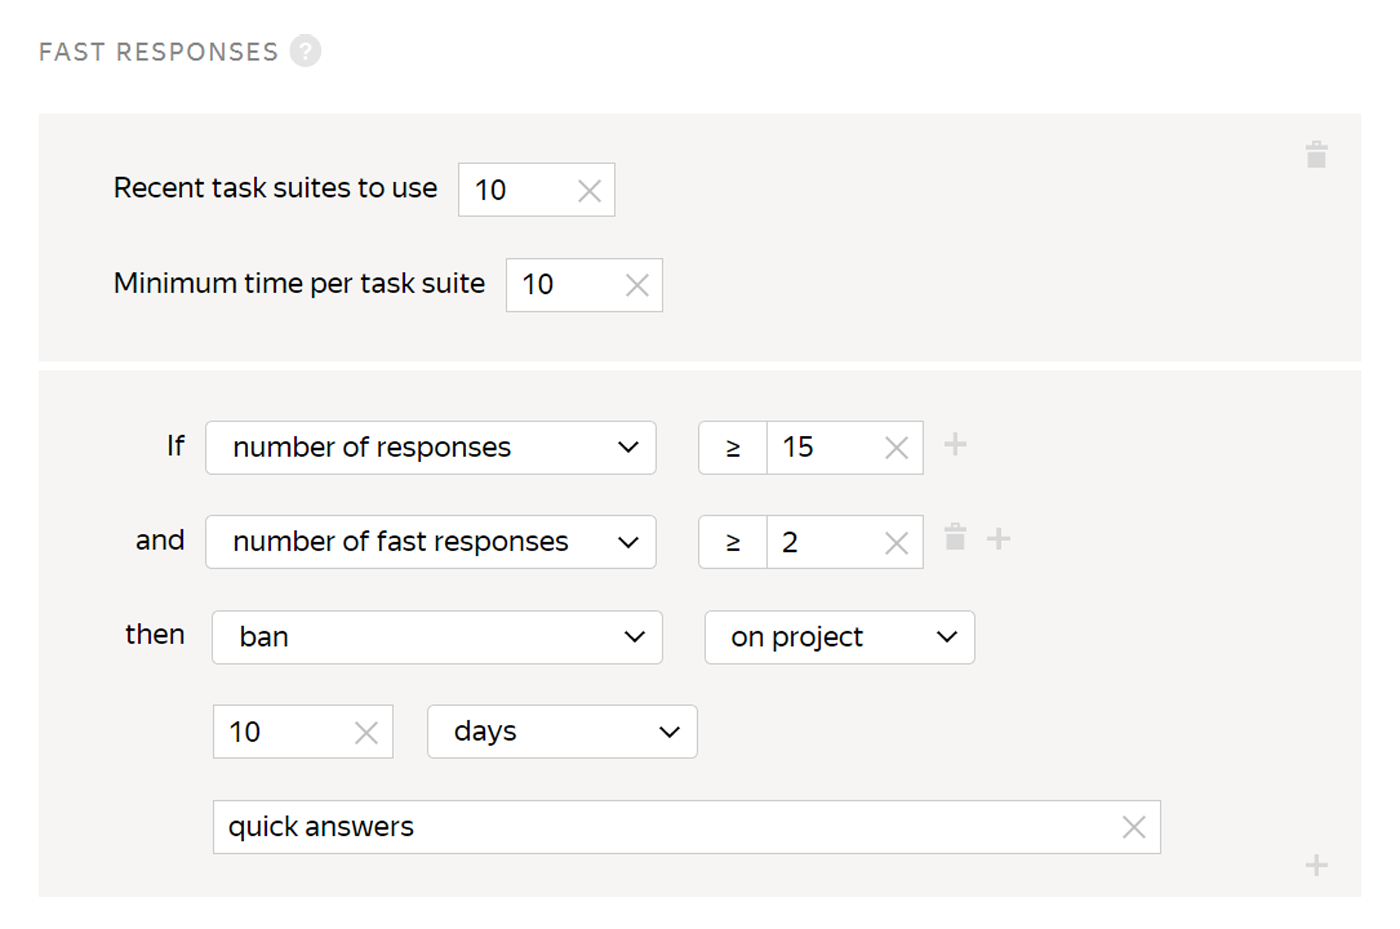 FAST RESPONSES ?
Recent task suites to use 10
Minimum time per task suite 10
If number of responses ≥ 15
and number of fast responses ≥ 2
then ban on project
10 days
quick answers